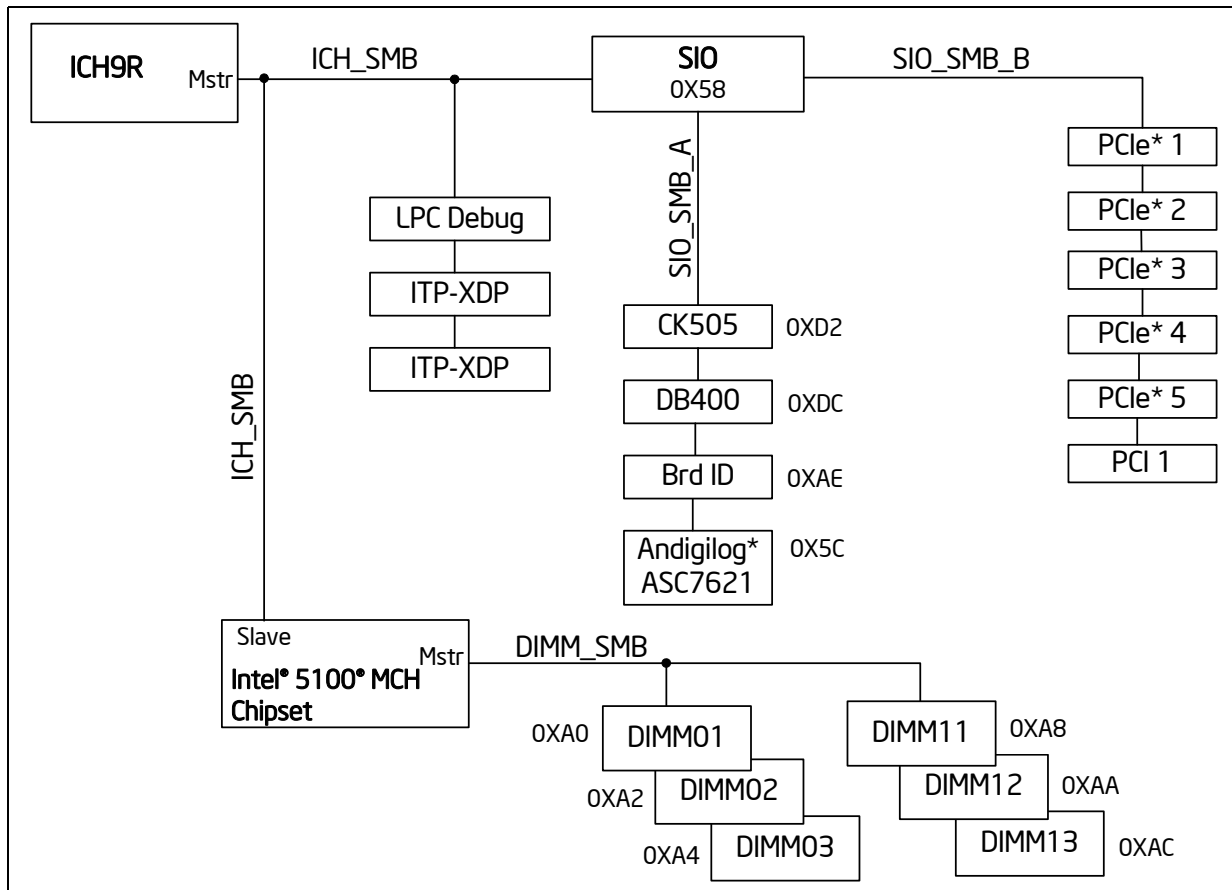 ICH9R
Mstr
ICH_SMB
SIO
0X58
SIO_SMB_B
LPC Debug
ITP-XDP
ITP-XDP
SIO_SMB_A
CK505
0XD2
DB400
0XDC
Brd ID
0XAE
Andigilog*
ASC7621
0X5C
PCIe* 1
PCIe* 2
PCIe* 3
PCIe* 4
PCIe* 5
PCI 1
ICH_SMB
Slave
Mstr
Intel® 5100® MCH
Chipset
DIMM_SMB
0XA0
DIMM01
0XA2
DIMM02
0XA4
DIMM03
DIMM11
0XA8
DIMM12
0XAA
DIMM13
0XAC